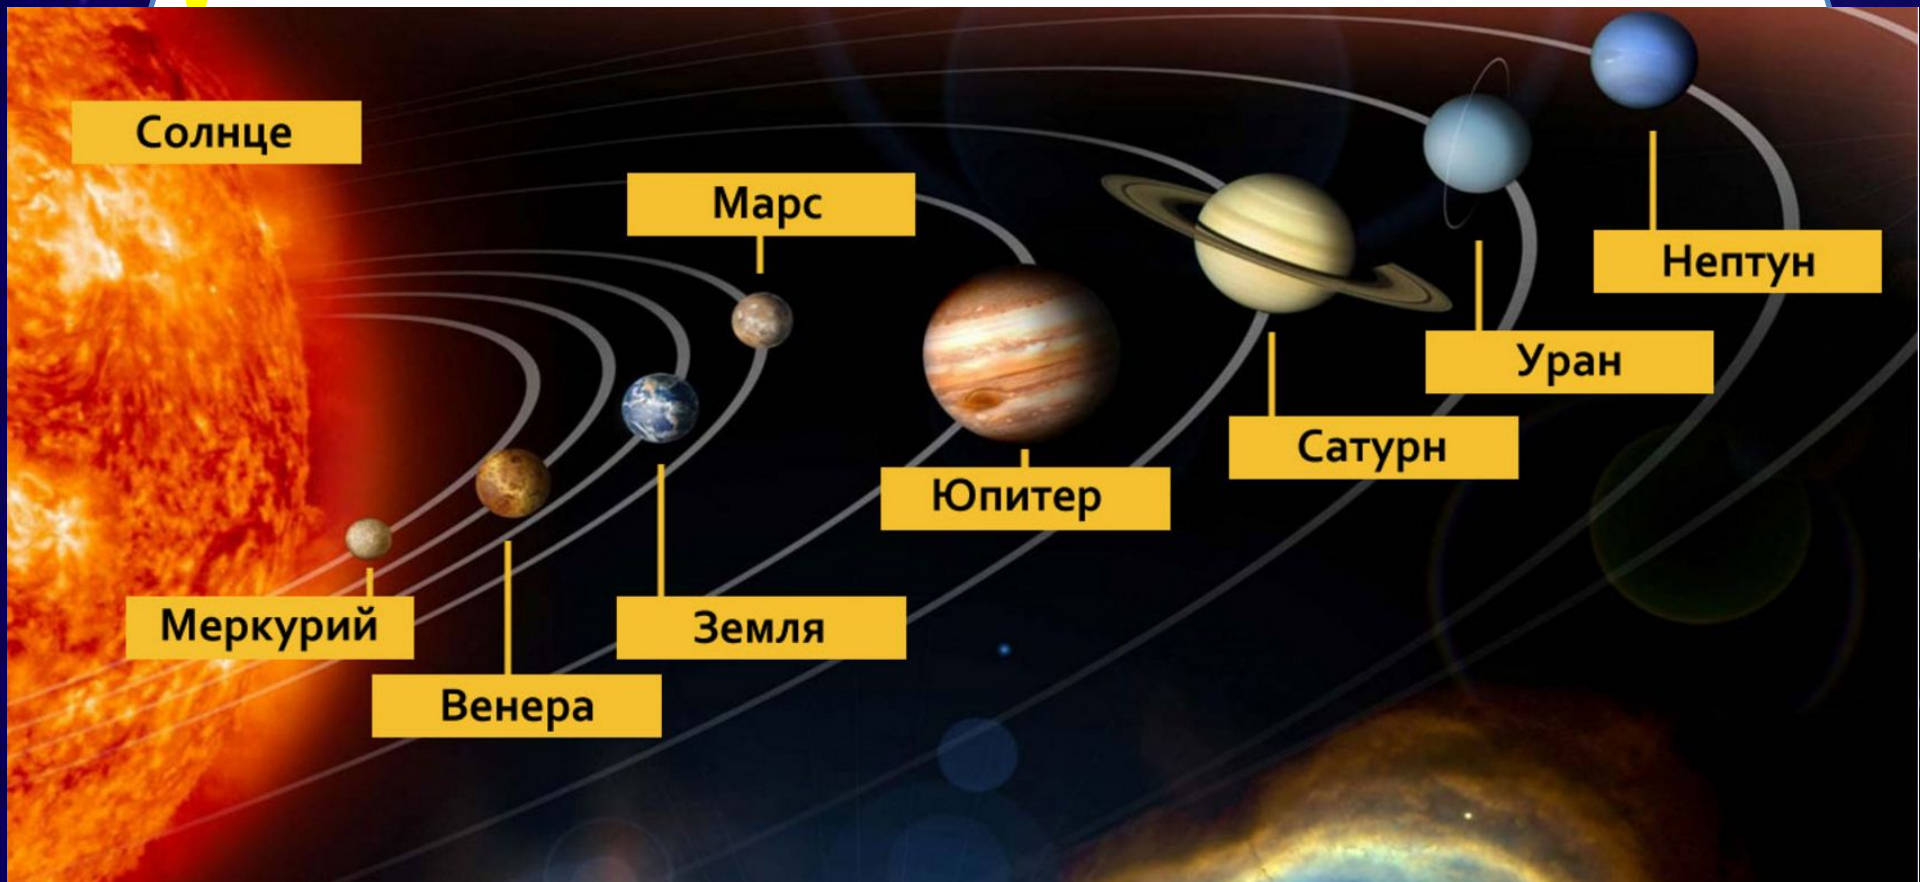 Солнце
Марс
Нептун
Уран
Сатурн
Юпитер
Меркурий
Земля
Венера